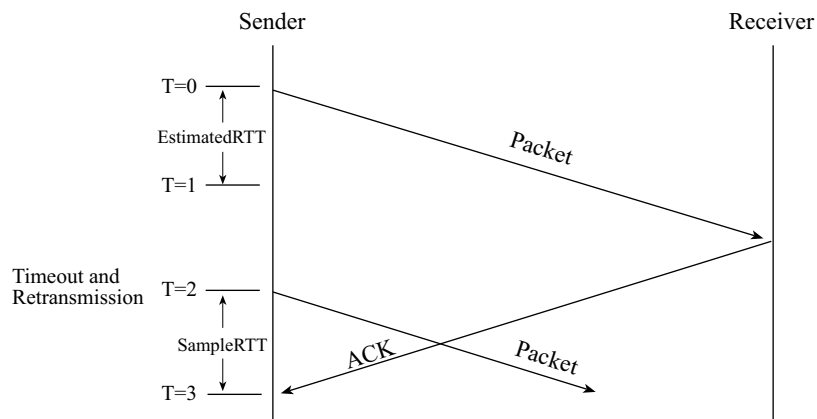 Sender
Receiver
T=0
EstimatedRTT
Packet
T=1
Timeout and
Retransmission
T=2
SampleRTT
ACK
Packet
T=3